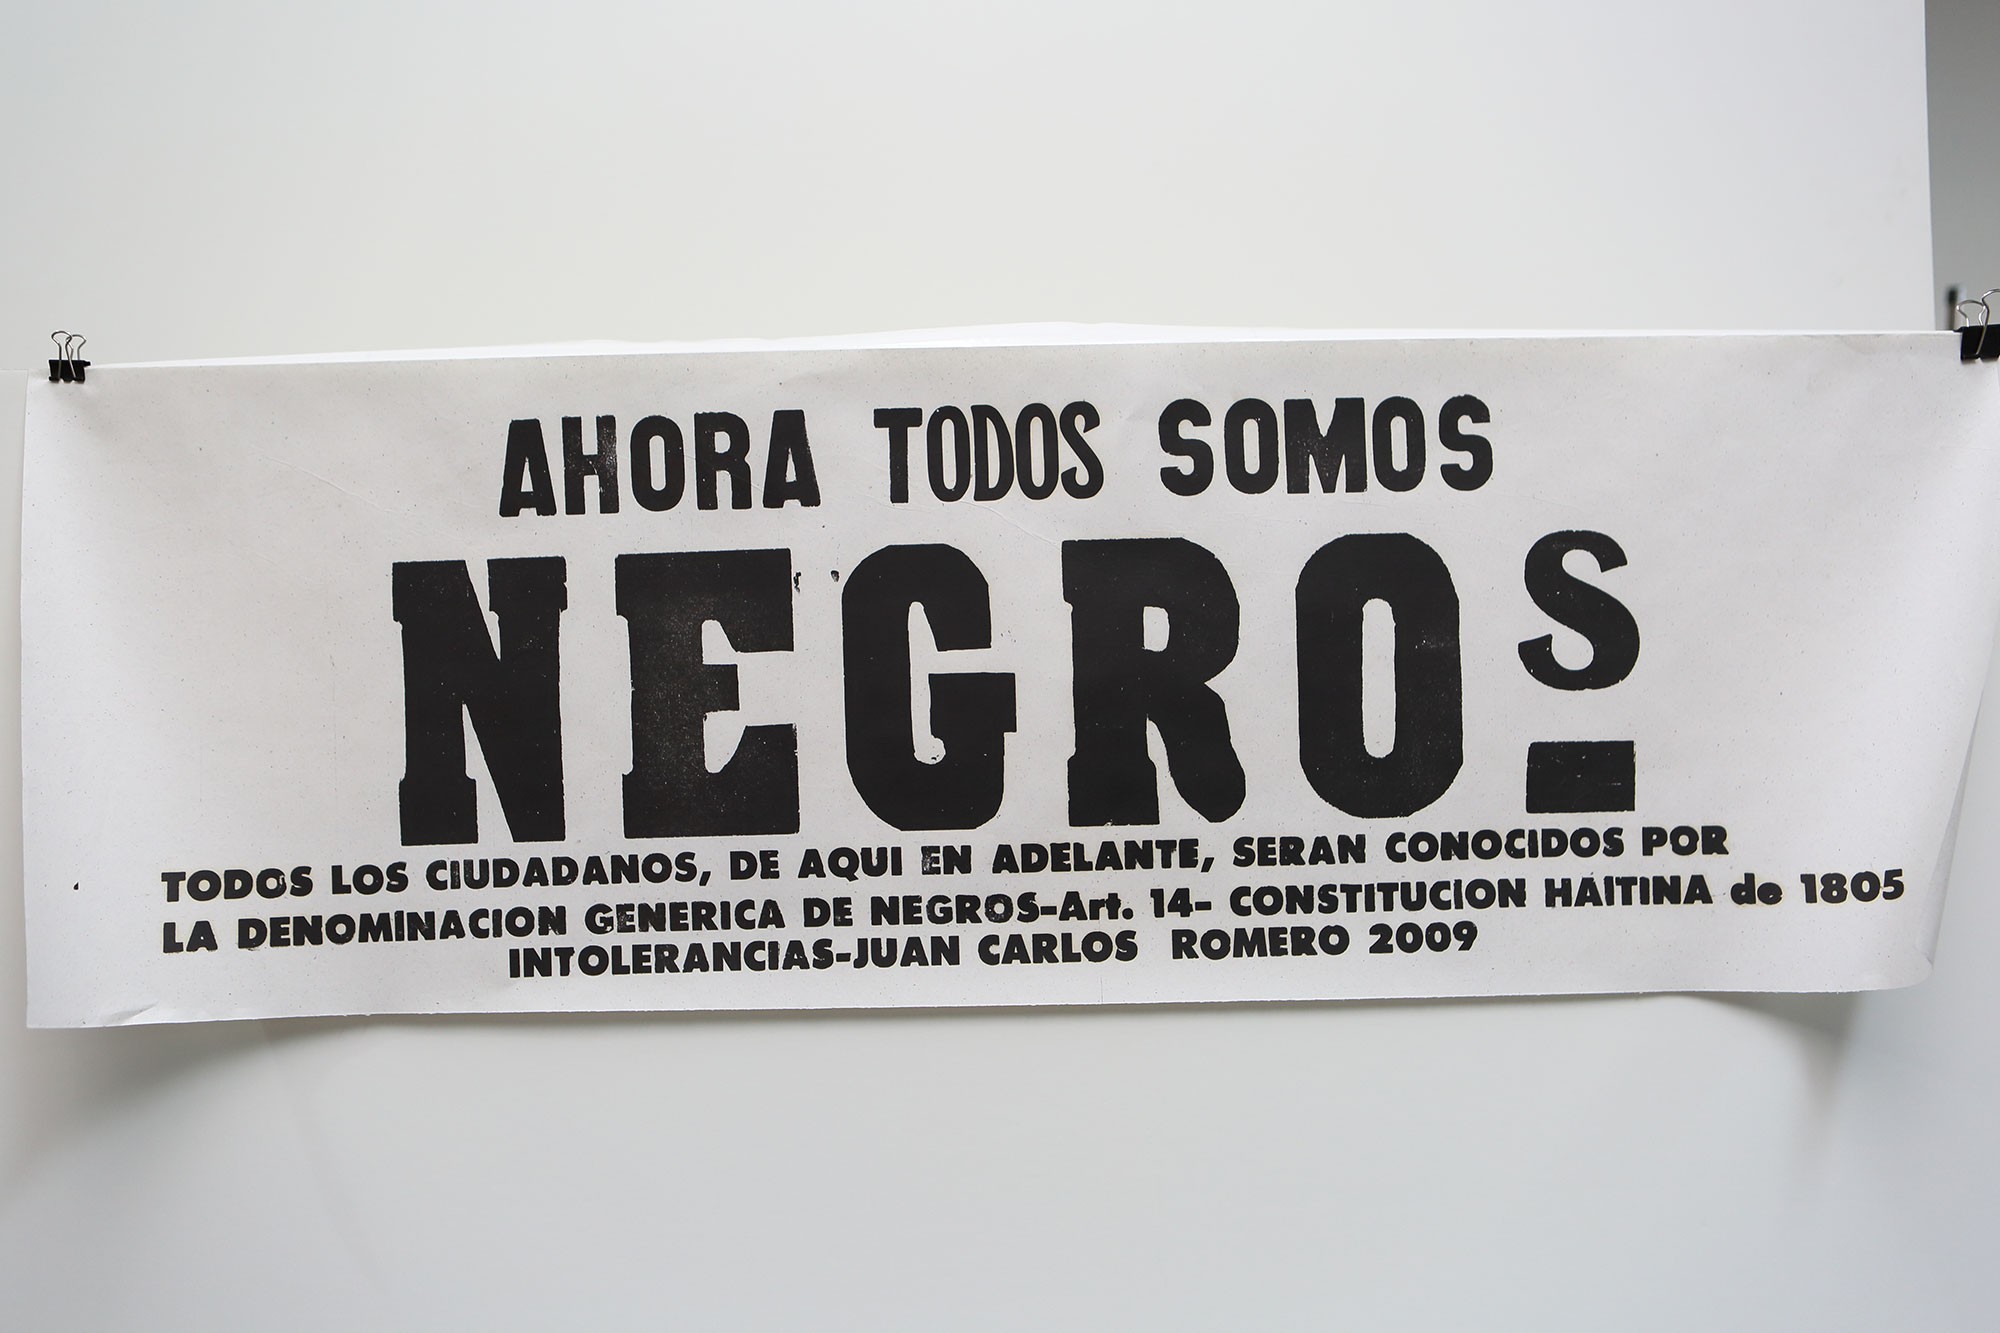 AHORA TODOS SOMOS
NEGROs
TODOS LOS CIUDADANOS, DE AQUI EN ADELANTE, SERAN CONOCIDOS POR
LA DENOMINACION GENERICA DE NEGROS-Art. 14- CONSTITUCION HAITINA de 1805
INTOLERANCIAS-JUAN CARLOS ROMERO 2009